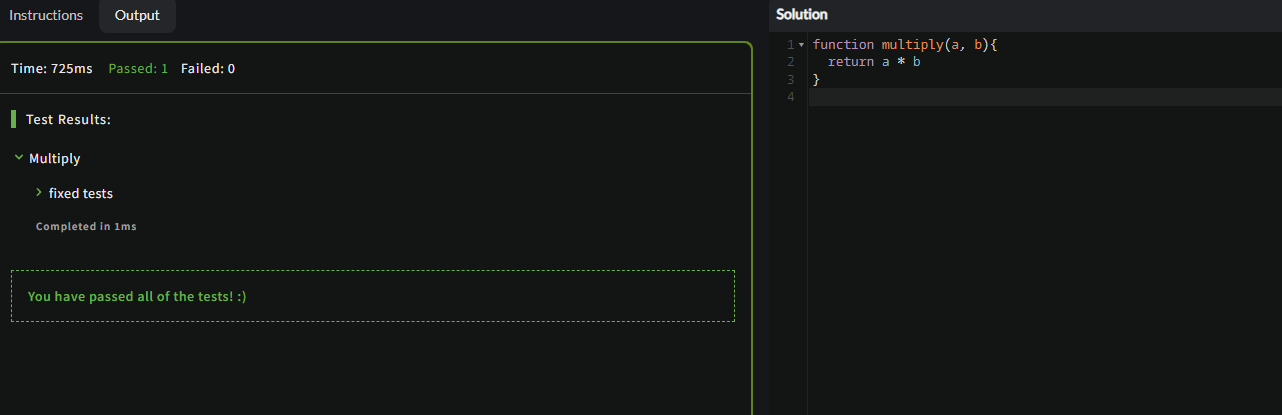 Instructions
Output
Time: 725ms Passed: 1 Failed: 0
Test Results:
Multiply
fixed tests
Completed in 1ms
You have passed all of the tests! :)
Solution
1 function multiply(a, b){
2   return a * b
3 }
4